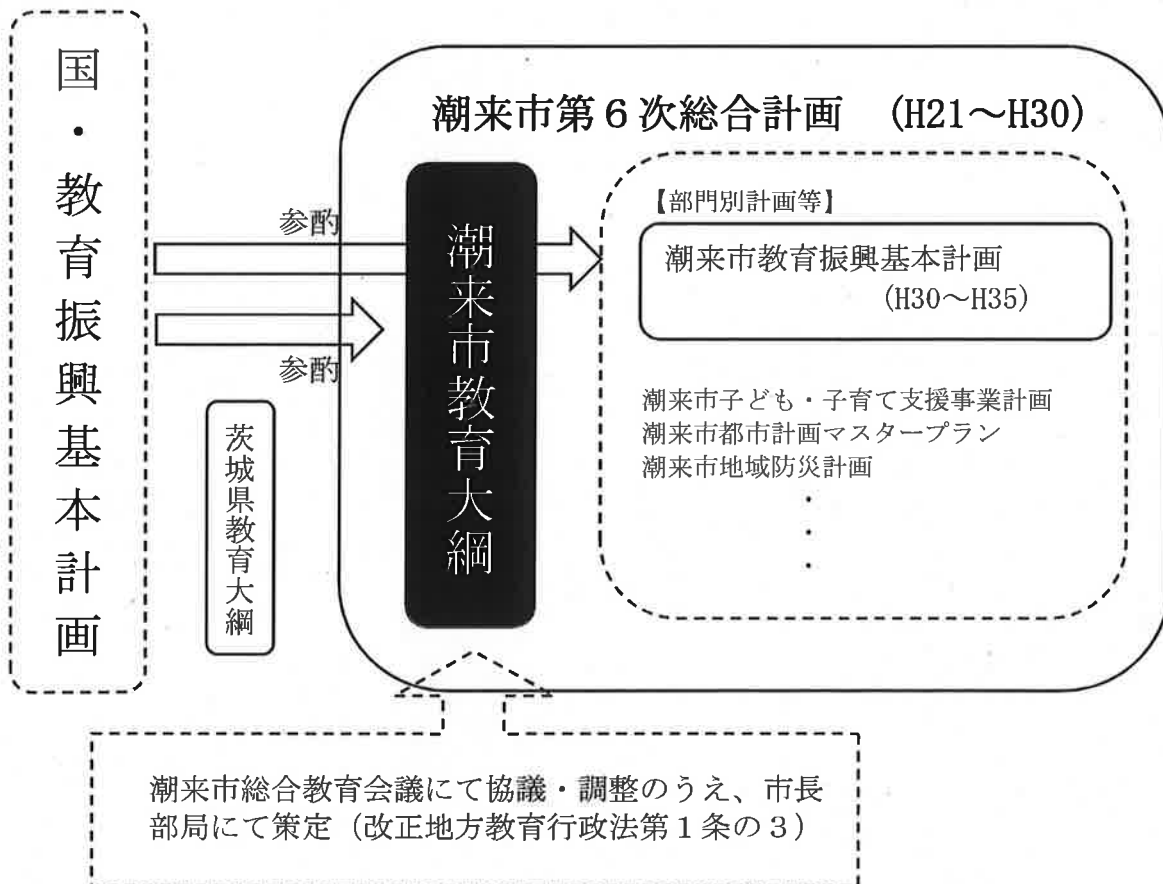 国・教育振興基本計画
潮来市第６次総合計画　(H21～H30)
参酌
参酌
茨城県教育大綱
潮来市教育大綱
【部門別計画等】
潮来市教育振興基本計画
(H30～H35)
潮来市子ども・子育て支援事業計画
潮来市都市計画マスタープラン
潮来市地域防災計画
・
・
・
潮来市総合教育会議にて協議・調整のうえ、市長
部局にて策定（改正地方教育行政法第１条の３）